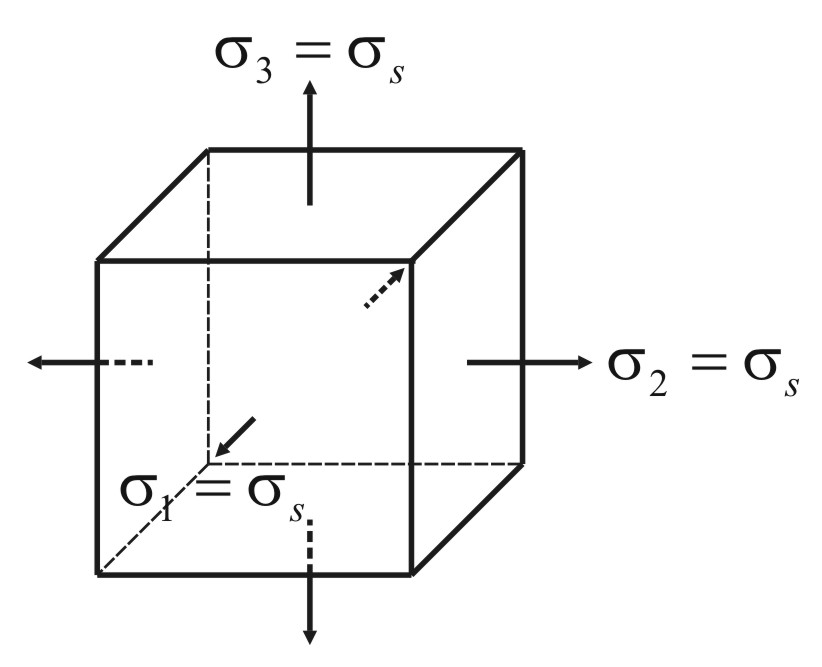 σ₃ = σₛ
σ₂ = σₛ
σ₁ = σₛ